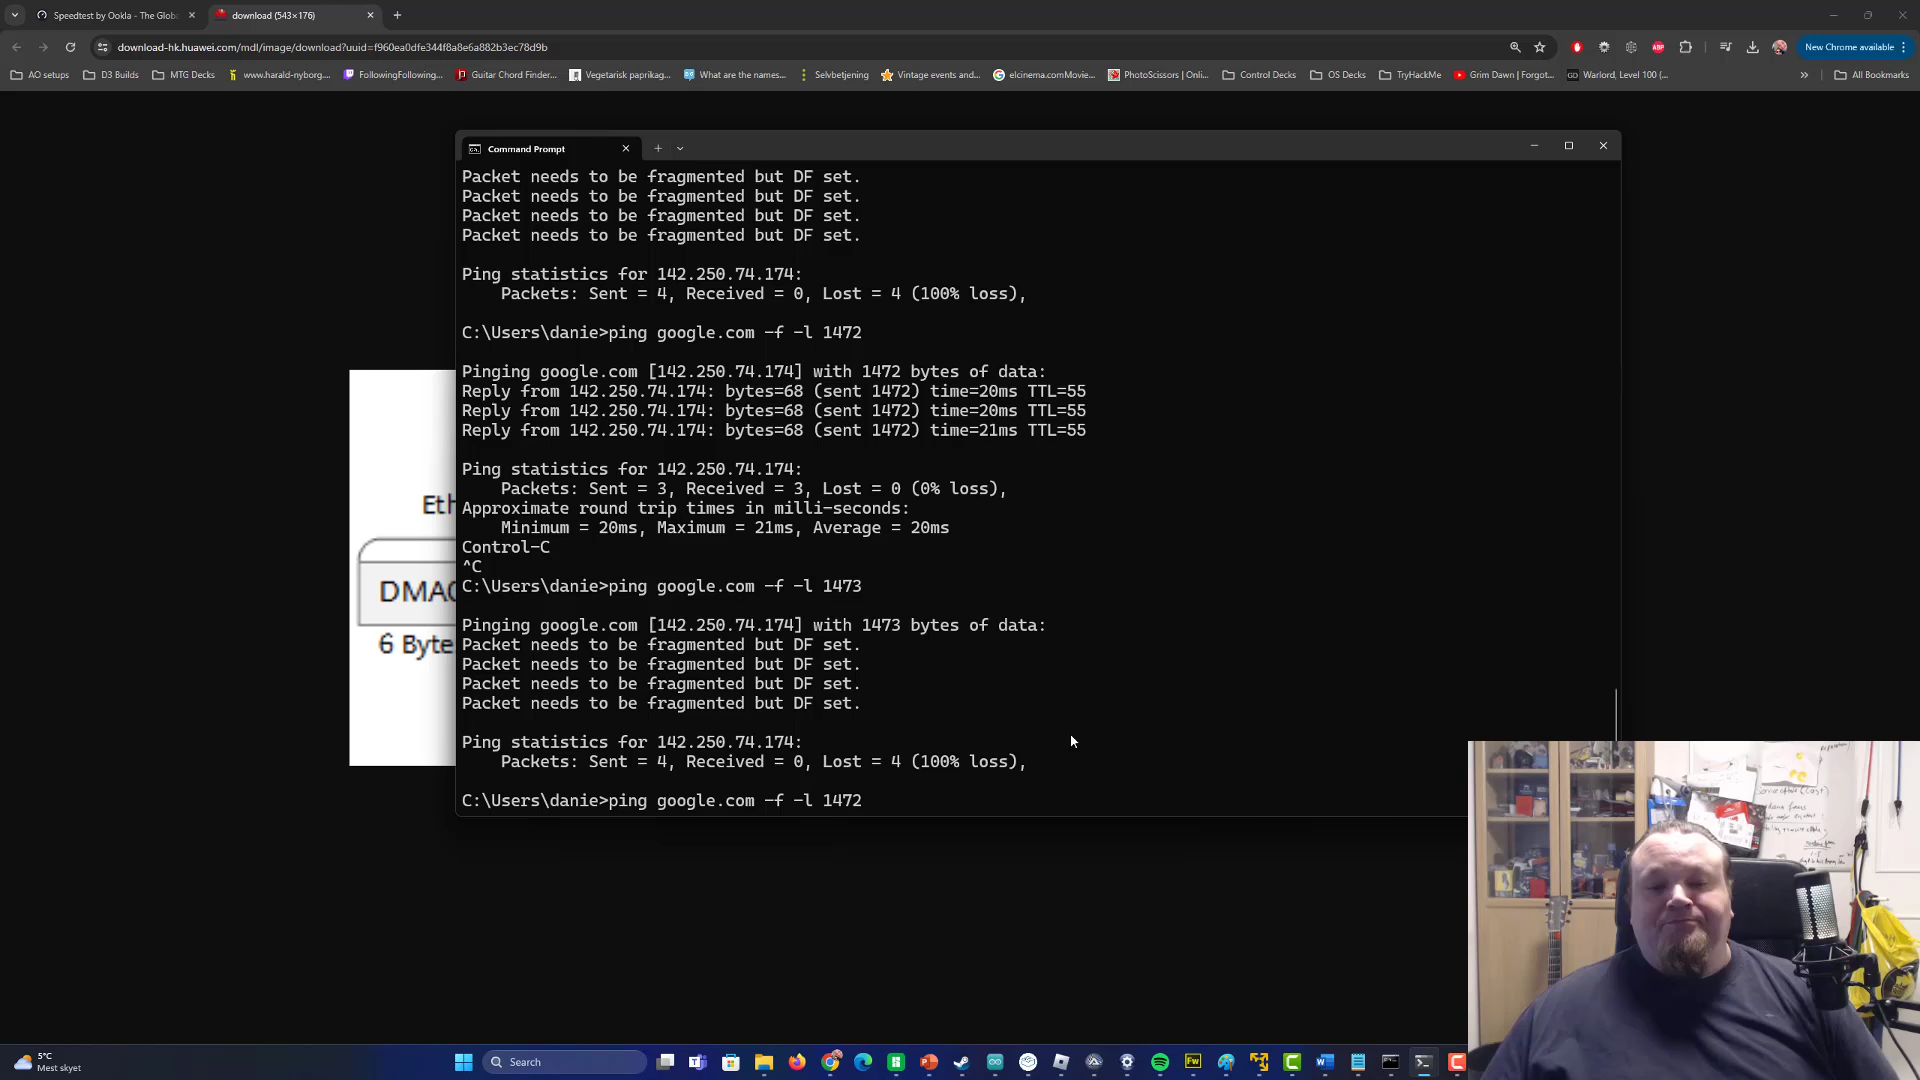 Speedtest by Ookla - The Glob
download (543×176)
download-hk.huawei.com/mdl/image/download?uuid=f960ea0dfe344f8a8e6a882b3ec78d9b
New Chrome available
AO setups
D3 Builds
MTG Decks
www.harald-nyborg....
FollowingFollowing...
Guitar Chord Finder...
Vegetarisk paprikag...
What are the names...
Selvbetjening
Vintage events and...
elcinema.comMovie...
PhotoScissors | Onli...
Control Decks
OS Decks
TryHackMe
Grim Dawn | Forgot...
Warlord, Level 100 (...
»
All Bookmarks
Command Prompt
Packet needs to be fragmented but DF set.
Packet needs to be fragmented but DF set.
Packet needs to be fragmented but DF set.
Packet needs to be fragmented but DF set.
Ping statistics for 142.250.74.174:
Packets: Sent = 4, Received = 0, Lost = 4 (100% loss),
C:\Users\danie>ping google.com -f -l 1472
Pinging google.com [142.250.74.174] with 1472 bytes of data:
Reply from 142.250.74.174: bytes=68 (sent 1472) time=20ms TTL=55
Reply from 142.250.74.174: bytes=68 (sent 1472) time=20ms TTL=55
Reply from 142.250.74.174: bytes=68 (sent 1472) time=21ms TTL=55
Ping statistics for 142.250.74.174:
Packets: Sent = 3, Received = 3, Lost = 0 (0% loss),
Approximate round trip times in milli-seconds:
Minimum = 20ms, Maximum = 21ms, Average = 20ms
Control-C
^C
C:\Users\danie>ping google.com -f -l 1473
Pinging google.com [142.250.74.174] with 1473 bytes of data:
Packet needs to be fragmented but DF set.
Packet needs to be fragmented but DF set.
Packet needs to be fragmented but DF set.
Packet needs to be fragmented but DF set.
Ping statistics for 142.250.74.174:
Packets: Sent = 4, Received = 0, Lost = 4 (100% loss),
C:\Users\danie>ping google.com -f -l 1472
Eth
DMAC
6 Byte
5°C
Mest skyet
Search